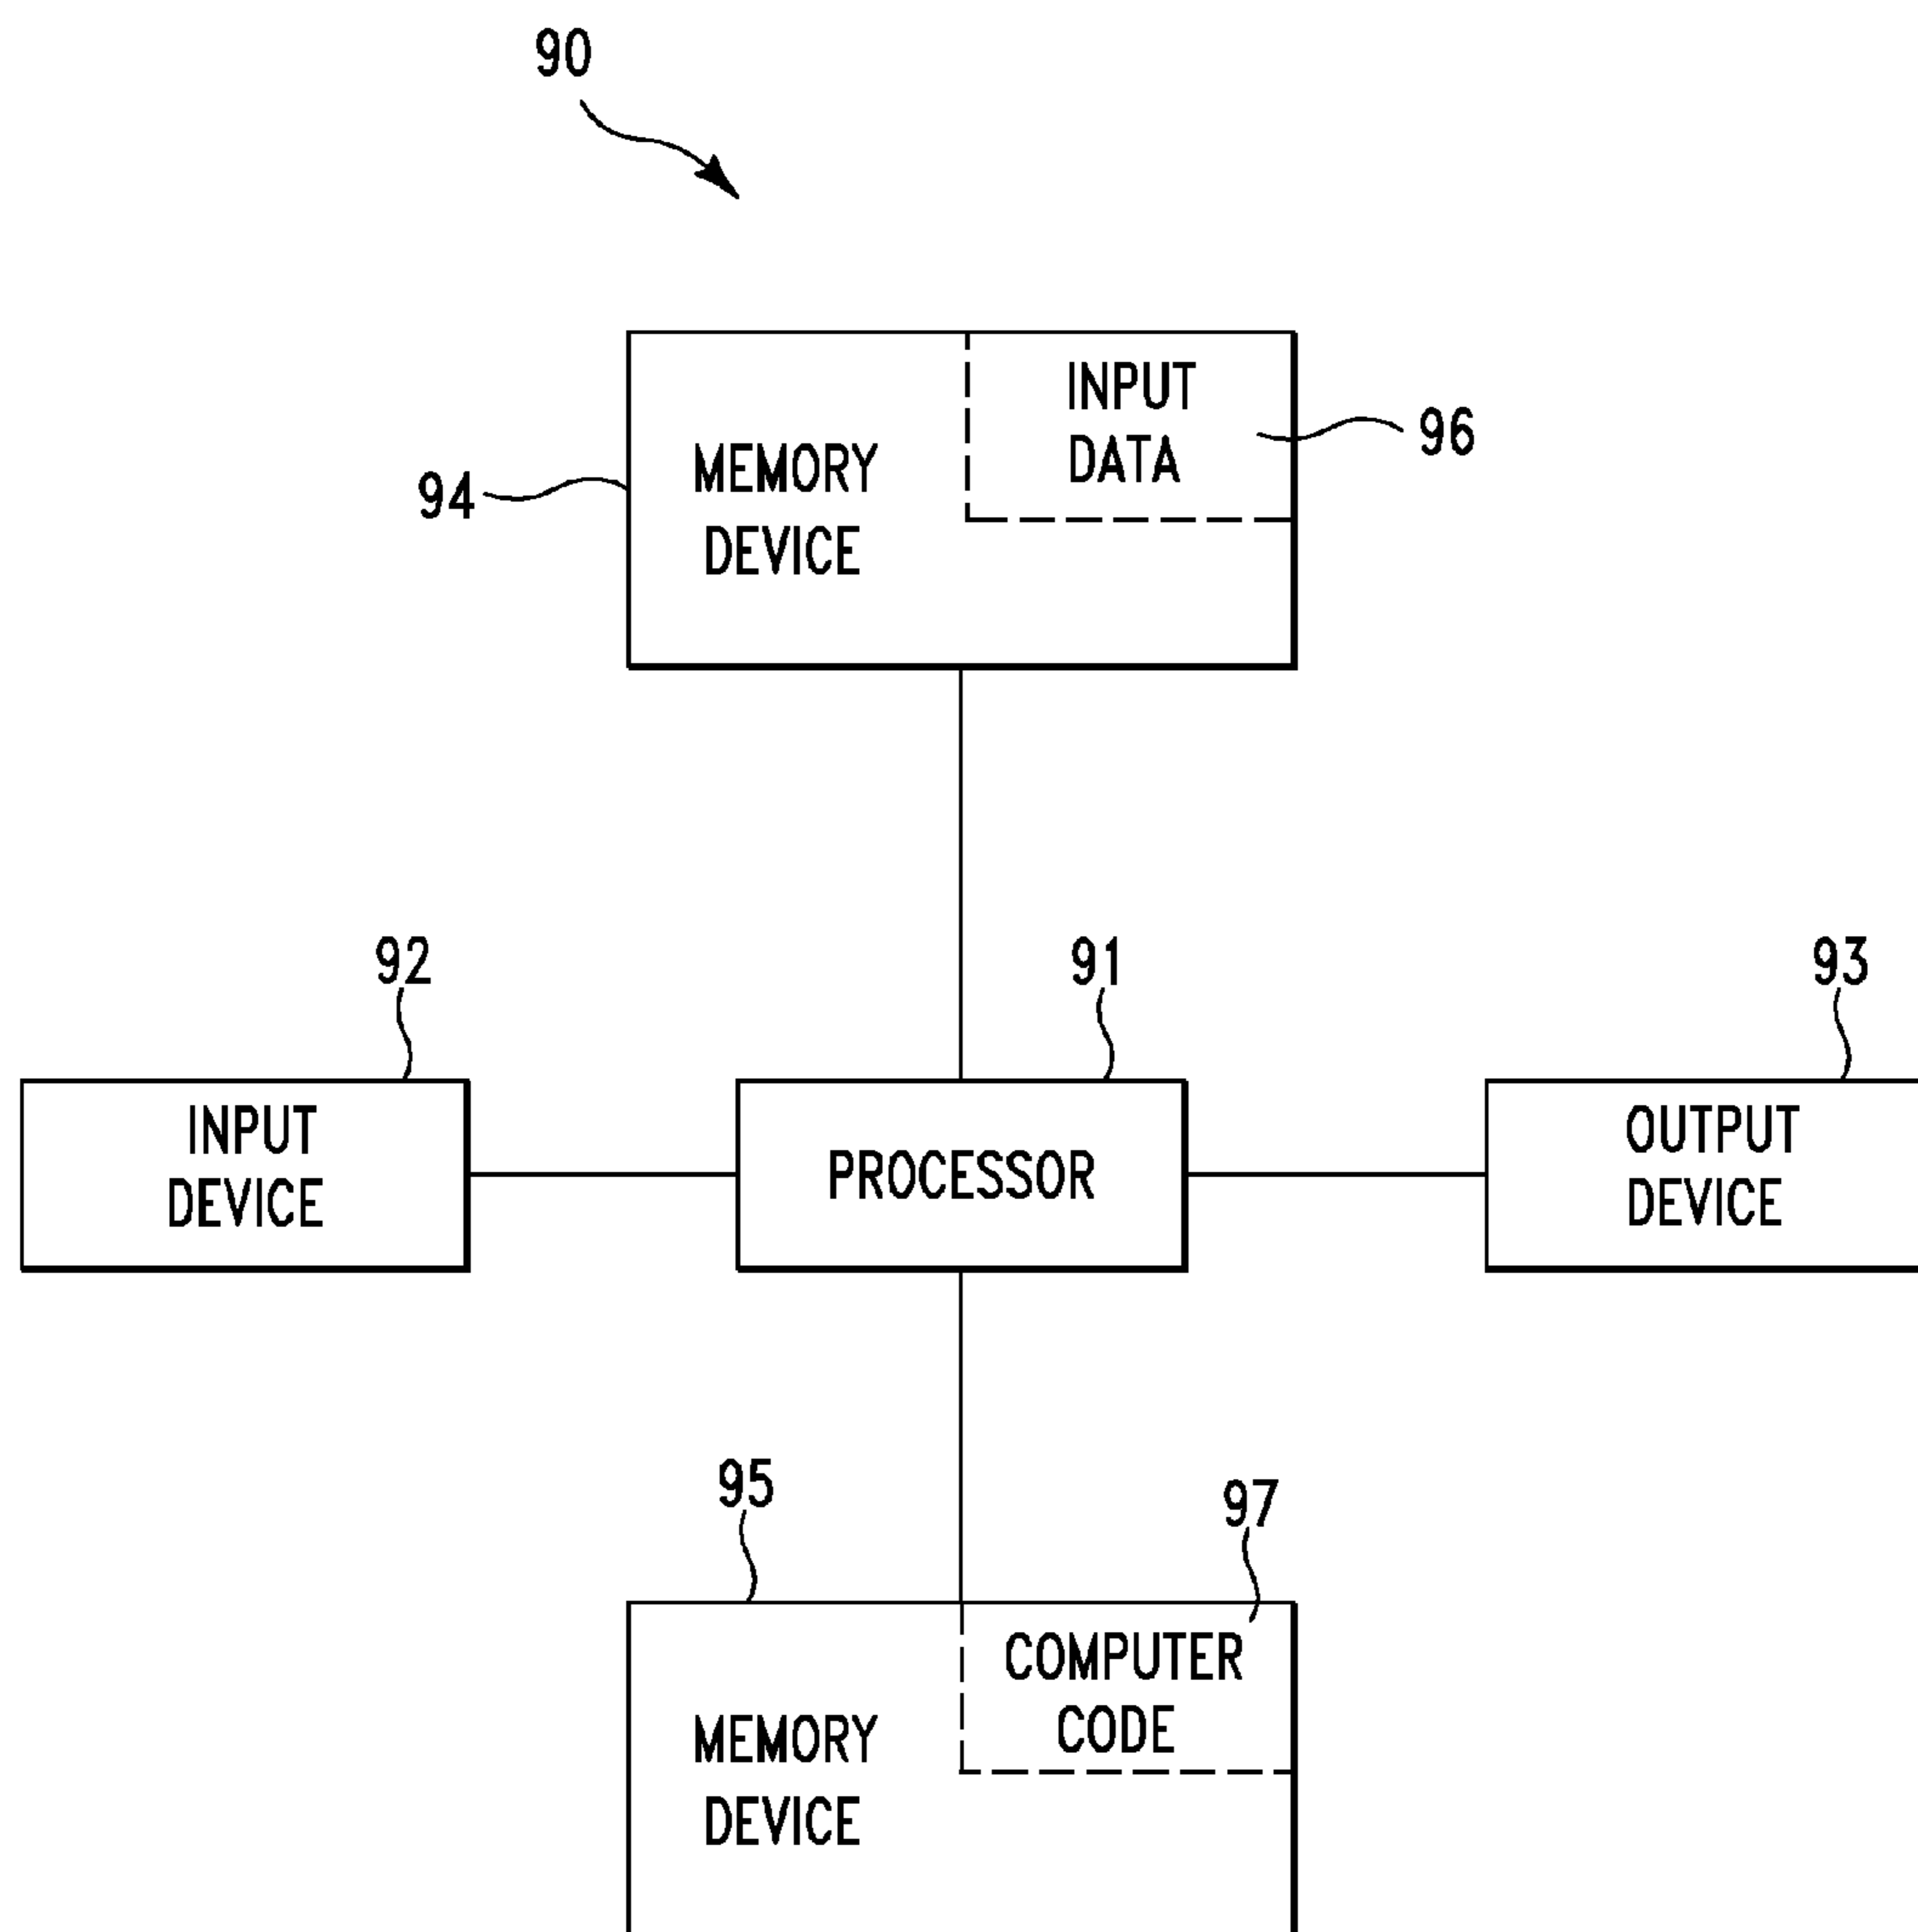 90
INPUT
DATA
96
MEMORY
DEVICE
94
92
91
93
INPUT
DEVICE
PROCESSOR
OUTPUT
DEVICE
95
97
COMPUTER
CODE
MEMORY
DEVICE